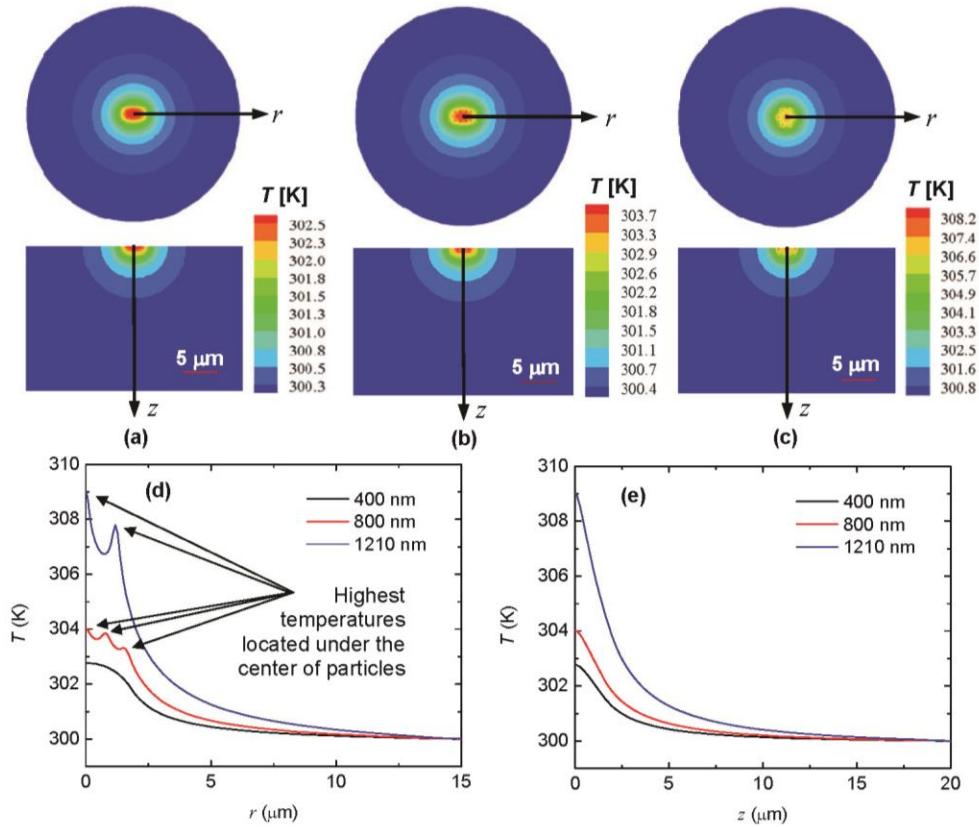 r
r
r
T [K]
302.5
302.3
302.0
301.8
301.5
301.0
300.8
300.5
300.3
T [K]
303.7
303.3
302.9
302.6
302.2
301.8
301.5
301.1
300.7
300.4
T [K]
308.2
307.4
306.6
305.7
304.9
304.1
303.3
302.5
301.6
300.8
5 μm
5 μm
5 μm
z
z
z
(a)
(b)
(c)
310
308
306
304
302
300
T (K)
(d)
400 nm
800 nm
1210 nm
Highest
temperatures
located under the
center of particles
0 5 10 15
r (μm)
310
308
306
304
302
300
T (K)
(e)
400 nm
800 nm
1210 nm
0 5 10 15 20
z (μm)